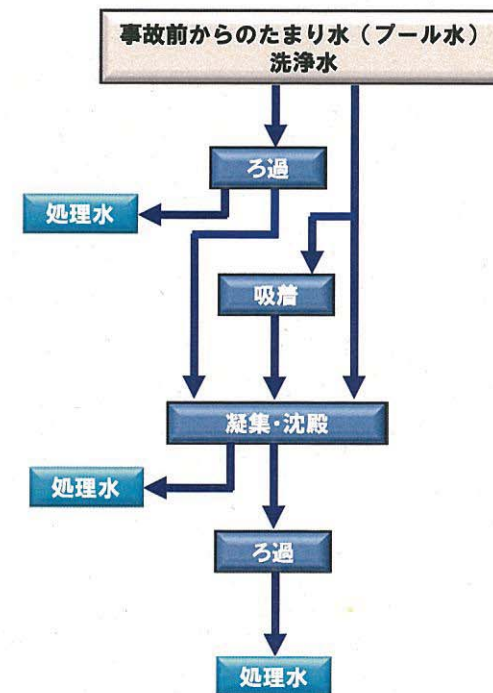 事故前からのたまり水（プール水）
洗浄水
ろ過
処理水
吸着
凝集・沈殿
処理水
ろ過
処理水